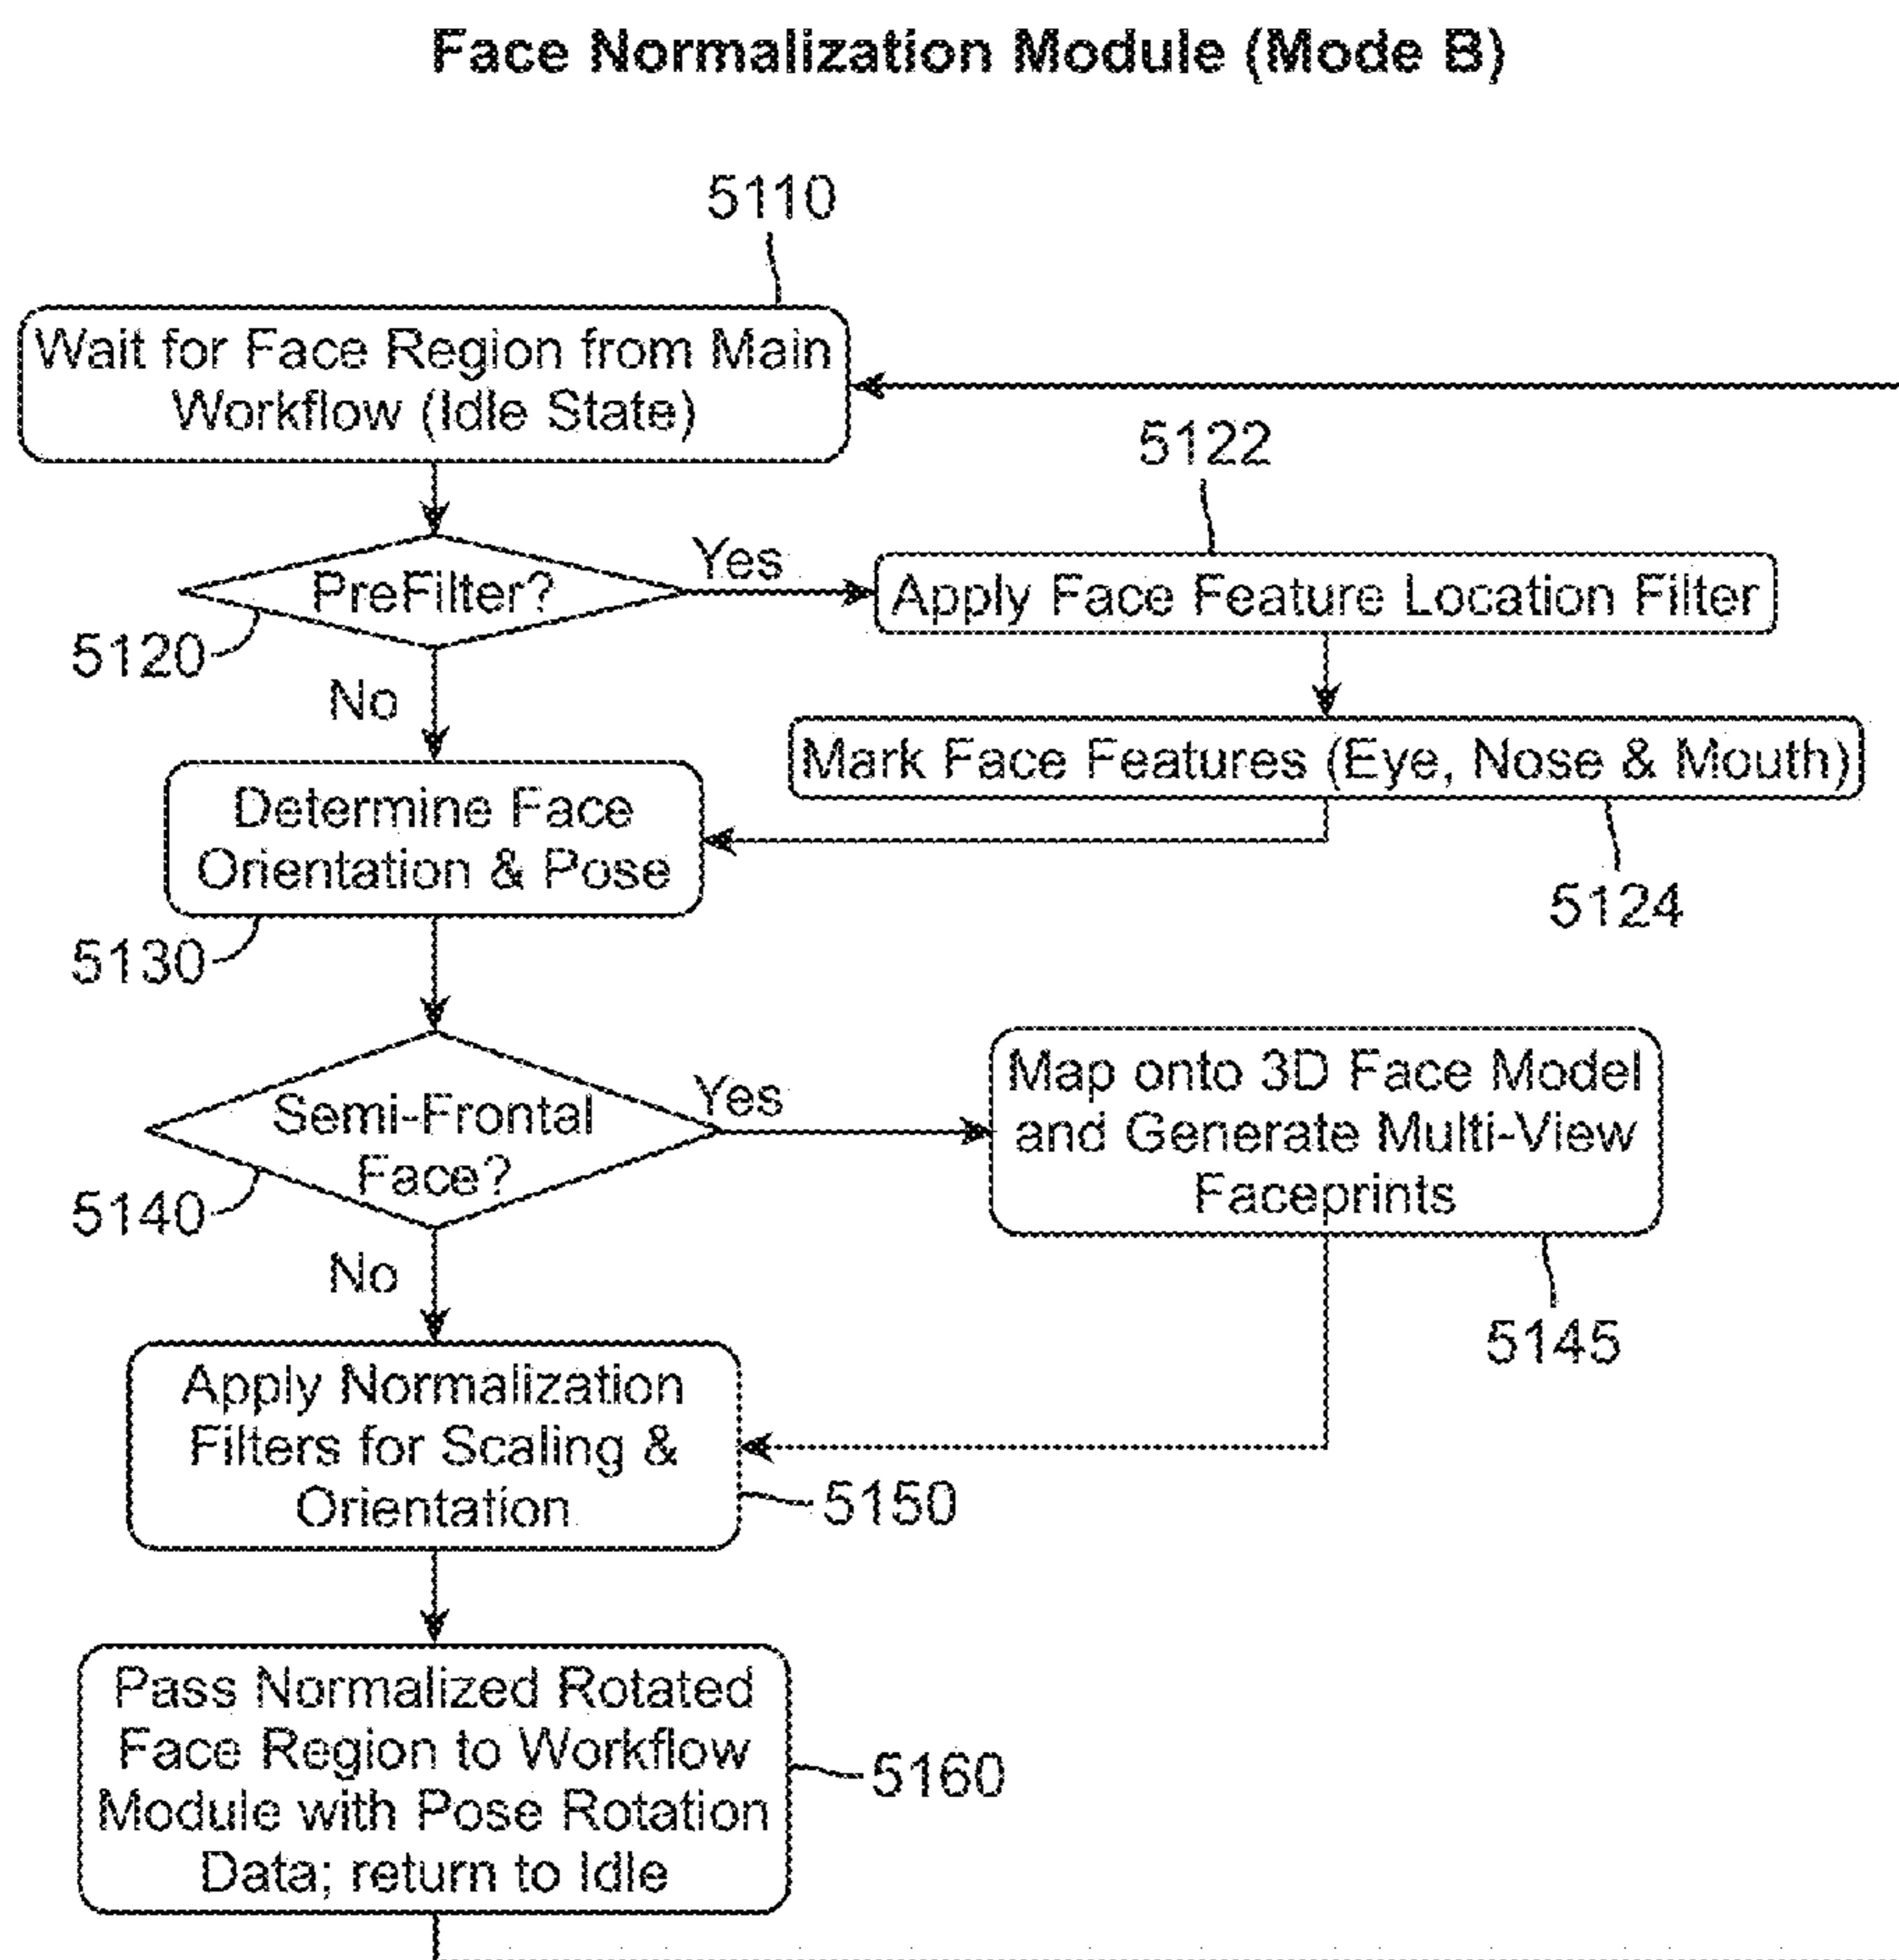 Face Normalization Module (Mode B)
5110
Wait for Face Region from Main
Workflow (Idle State)
5122
PreFilter?
Yes
Apply Face Feature Location Filter
5120
No
Mark Face Features (Eye, Nose & Mouth)
Determine Face
Orientation & Pose
5124
5130
Semi-Frontal
Face?
Yes
Map onto 3D Face Model
and Generate Multi-View
Faceprints
5140
No
5145
Apply Normalization
Filters for Scaling &
Orientation
5150
Pass Normalized Rotated
Face Region to Workflow
Module with Pose Rotation
Data; return to Idle
5160